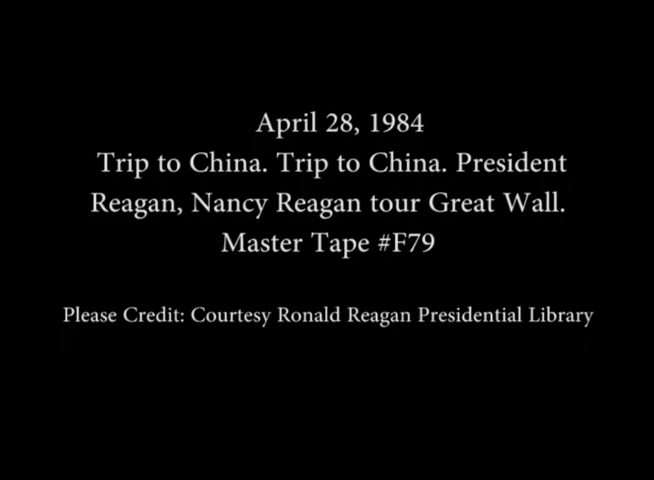 April 28, 1984
Trip to China. Trip to China. President
Reagan, Nancy Reagan tour Great Wall.
Master Tape #F79
Please Credit: Courtesy Ronald Reagan Presidential Library